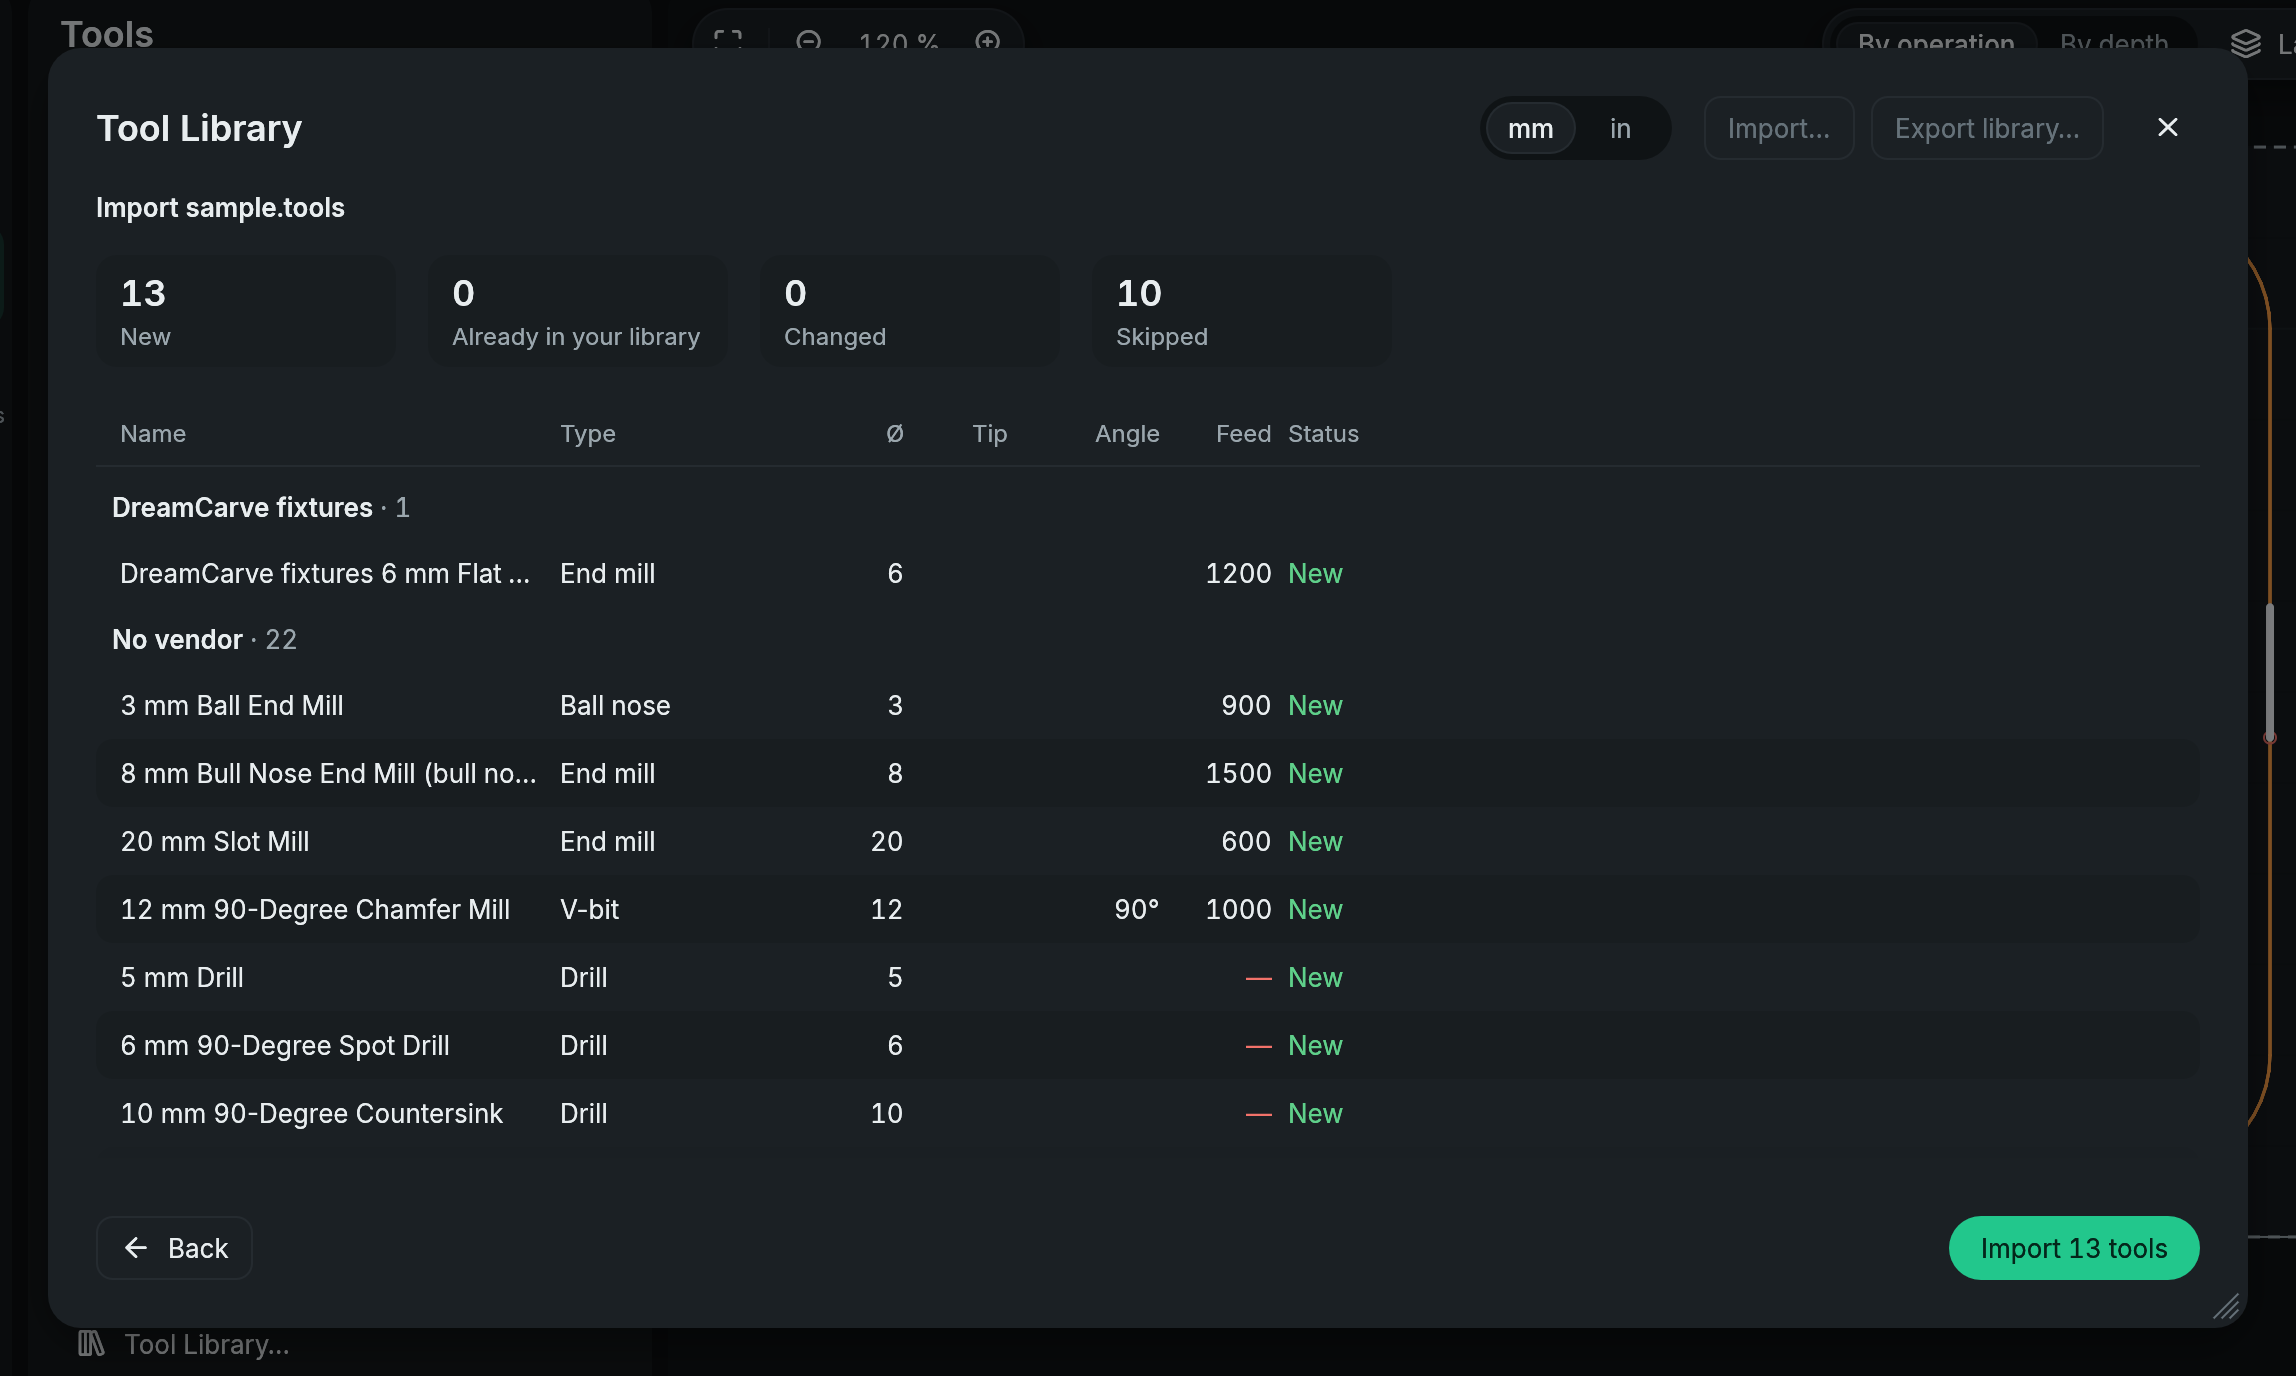 Tools
120 %
By operation By depth
Tool Library
mm in Import... Export library...
Import sample.tools
13 0 0 10
New Already in your library Changed Skipped
Name Type Ø Tip Angle Feed Status
DreamCarve fixtures · 1
DreamCarve fixtures 6 mm Flat ... End mill 6 1200 New
No vendor · 22
3 mm Ball End Mill Ball nose 3 900 New
8 mm Bull Nose End Mill (bull no... End mill 8 1500 New
20 mm Slot Mill End mill 20 600 New
12 mm 90-Degree Chamfer Mill V-bit 12 90° 1000 New
5 mm Drill Drill 5 — New
6 mm 90-Degree Spot Drill Drill 6 — New
10 mm 90-Degree Countersink Drill 10 — New
Back Import 13 tools
Tool Library...